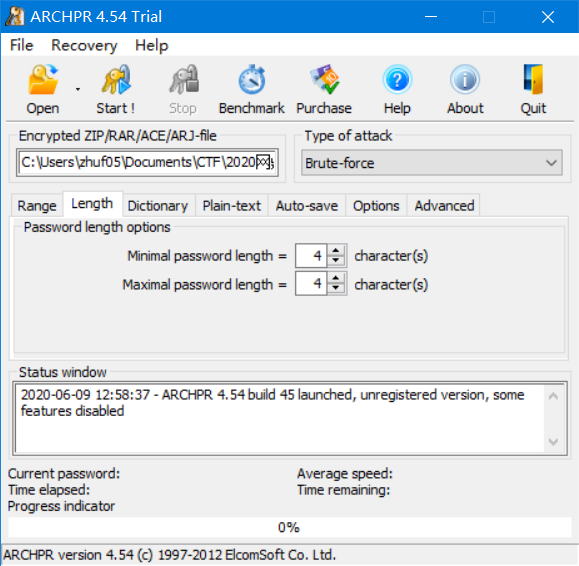 ARCHPR 4.54 Trial
File Recovery Help
Open Start ! Stop Benchmark Purchase Help About Quit
Encrypted ZIP/RAR/ACE/ARJ-file
Type of attack
C:\Users\zhuf05\Documents\CTF\2020
Brute-force
Range Length Dictionary Plain-text Auto-save Options Advanced
Password length options
Minimal password length = 4 character(s)
Maximal password length = 4 character(s)
Status window
2020-06-09 12:58:37 - ARCHPR 4.54 build 45 launched, unregistered version, some
features disabled
Current password:
Average speed:
Time elapsed:
Time remaining:
Progress indicator
0%
ARCHPR version 4.54 (c) 1997-2012 ElcomSoft Co. Ltd.